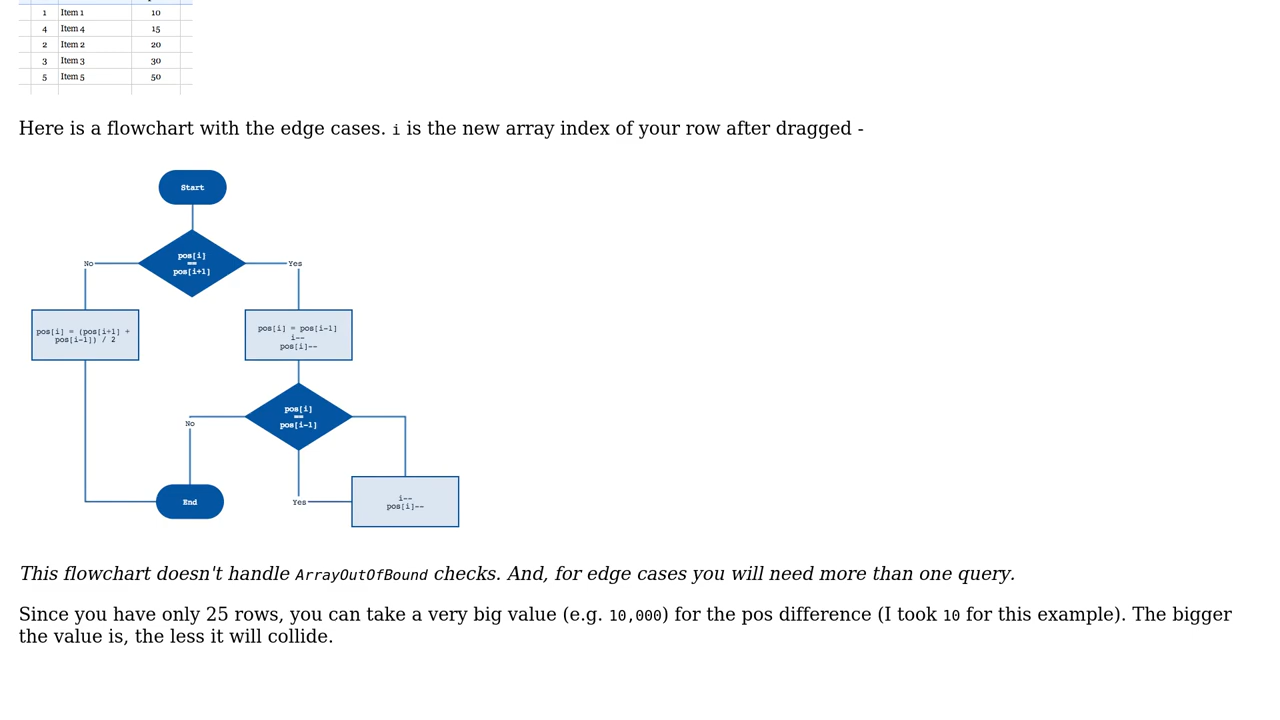 1 Item 1 10
4 Item 4 15
2 Item 2 20
3 Item 3 30
5 Item 5 50
Here is a flowchart with the edge cases. i is the new array index of your row after dragged -
Start
pos[i]
==
pos[i+1]
No
Yes
pos[i] = (pos[i+1] +
pos[i-1]) / 2
pos[i] = pos[i-1]
i--
pos[i]--
pos[i]
==
pos[i-1]
No
End
Yes
i--
pos[i]--
This flowchart doesn't handle ArrayOutOfBound checks. And, for edge cases you will need more than one query.
Since you have only 25 rows, you can take a very big value (e.g. 10,000) for the pos difference (I took 10 for this example). The bigger
the value is, the less it will collide.